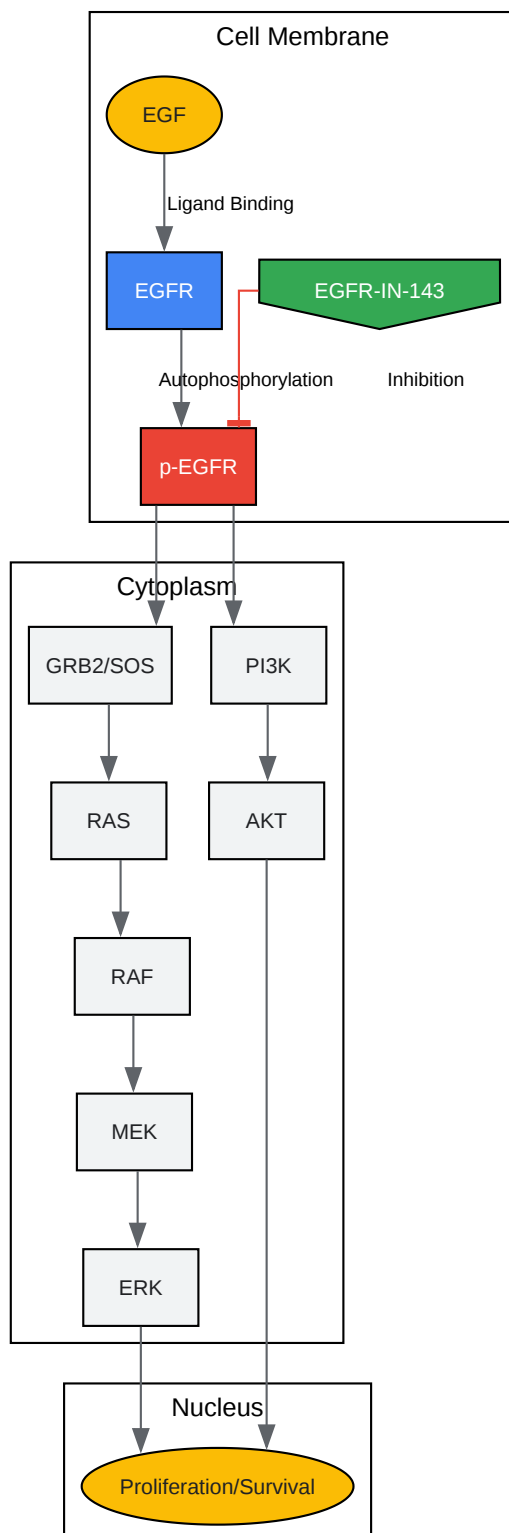 Cell Membrane
EGF
Ligand Binding
EGFR
EGFR-IN-143
Autophosphorylation
Inhibition
p-EGFR
Cytoplasm
GRB2/SOS
PI3K
RAS
AKT
RAF
MEK
ERK
Nucleus
Proliferation/Survival